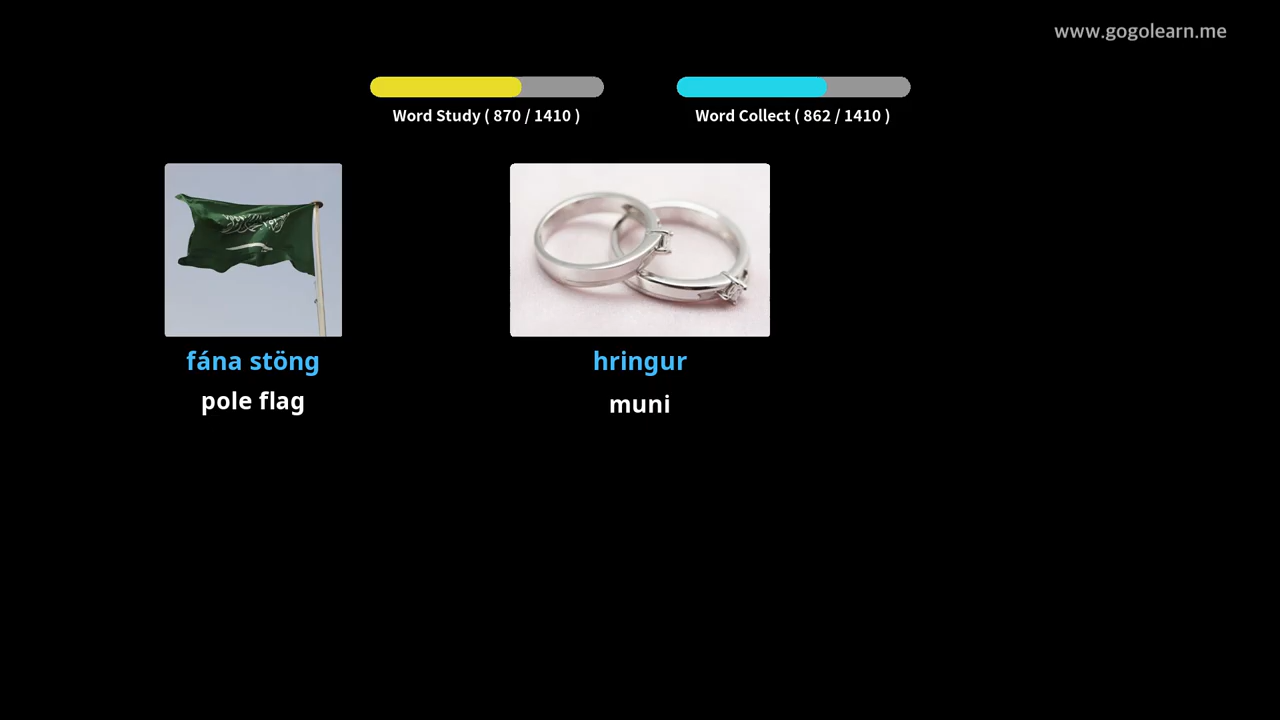 www.gogolearn.me
Word Study ( 870 / 1410 )
Word Collect ( 862 / 1410 )
fána stöng
pole flag
hringur
muni